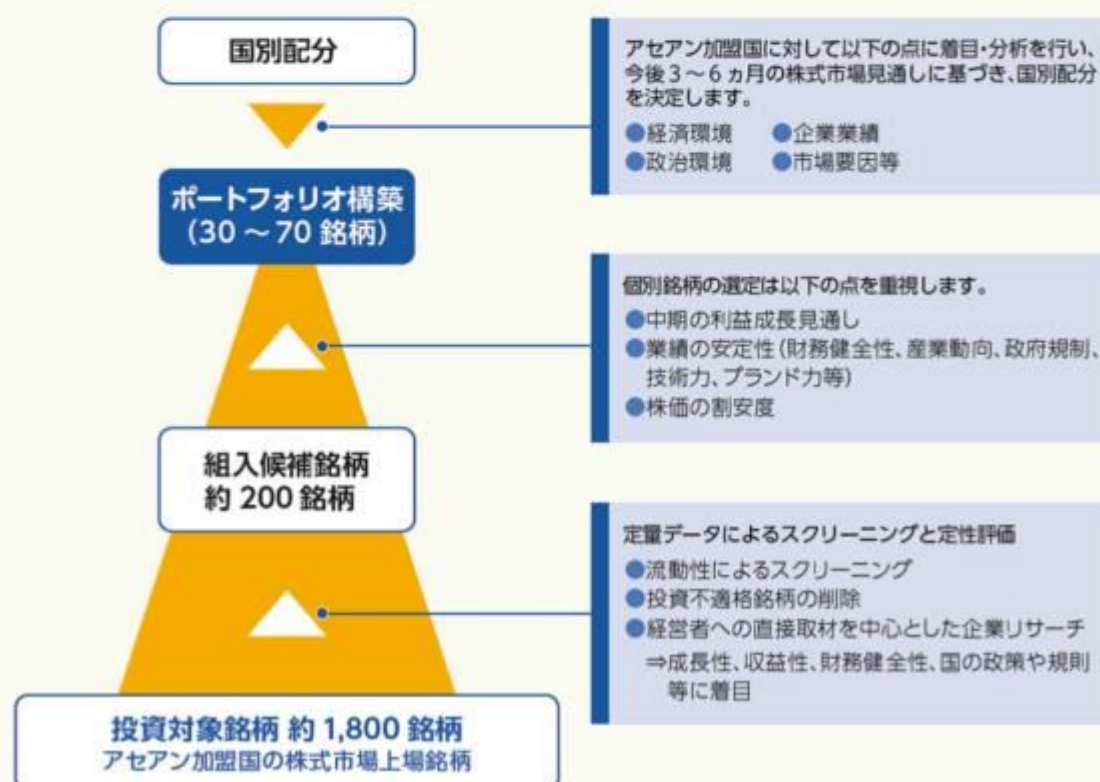 国別配分
アセアン加盟国に対して以下の点に着目・分析を行い、
今後3～6ヵ月の株式市場見通しに基づき、国別配分
を決定します。
●経済環境 ●企業業績
●政治環境 ●市場要因等
ポートフォリオ構築
(30～70銘柄)
個別銘柄の選定は以下の点を重視します。
●中期の利益成長見通し
●業績の安定性(財務健全性、産業動向、政府規制、
技術力、ブランド力等)
●株価の割安度
組入候補銘柄
約200銘柄
定量データによるスクリーニングと定性評価
●流動性によるスクリーニング
●投資不適格銘柄の削除
●経営者への直接取材を中心とした企業リサーチ
⇒成長性、収益性、財務健全性、国の政策や規則
等に着目
投資対象銘柄 約1,800銘柄
アセアン加盟国の株式市場上場銘柄